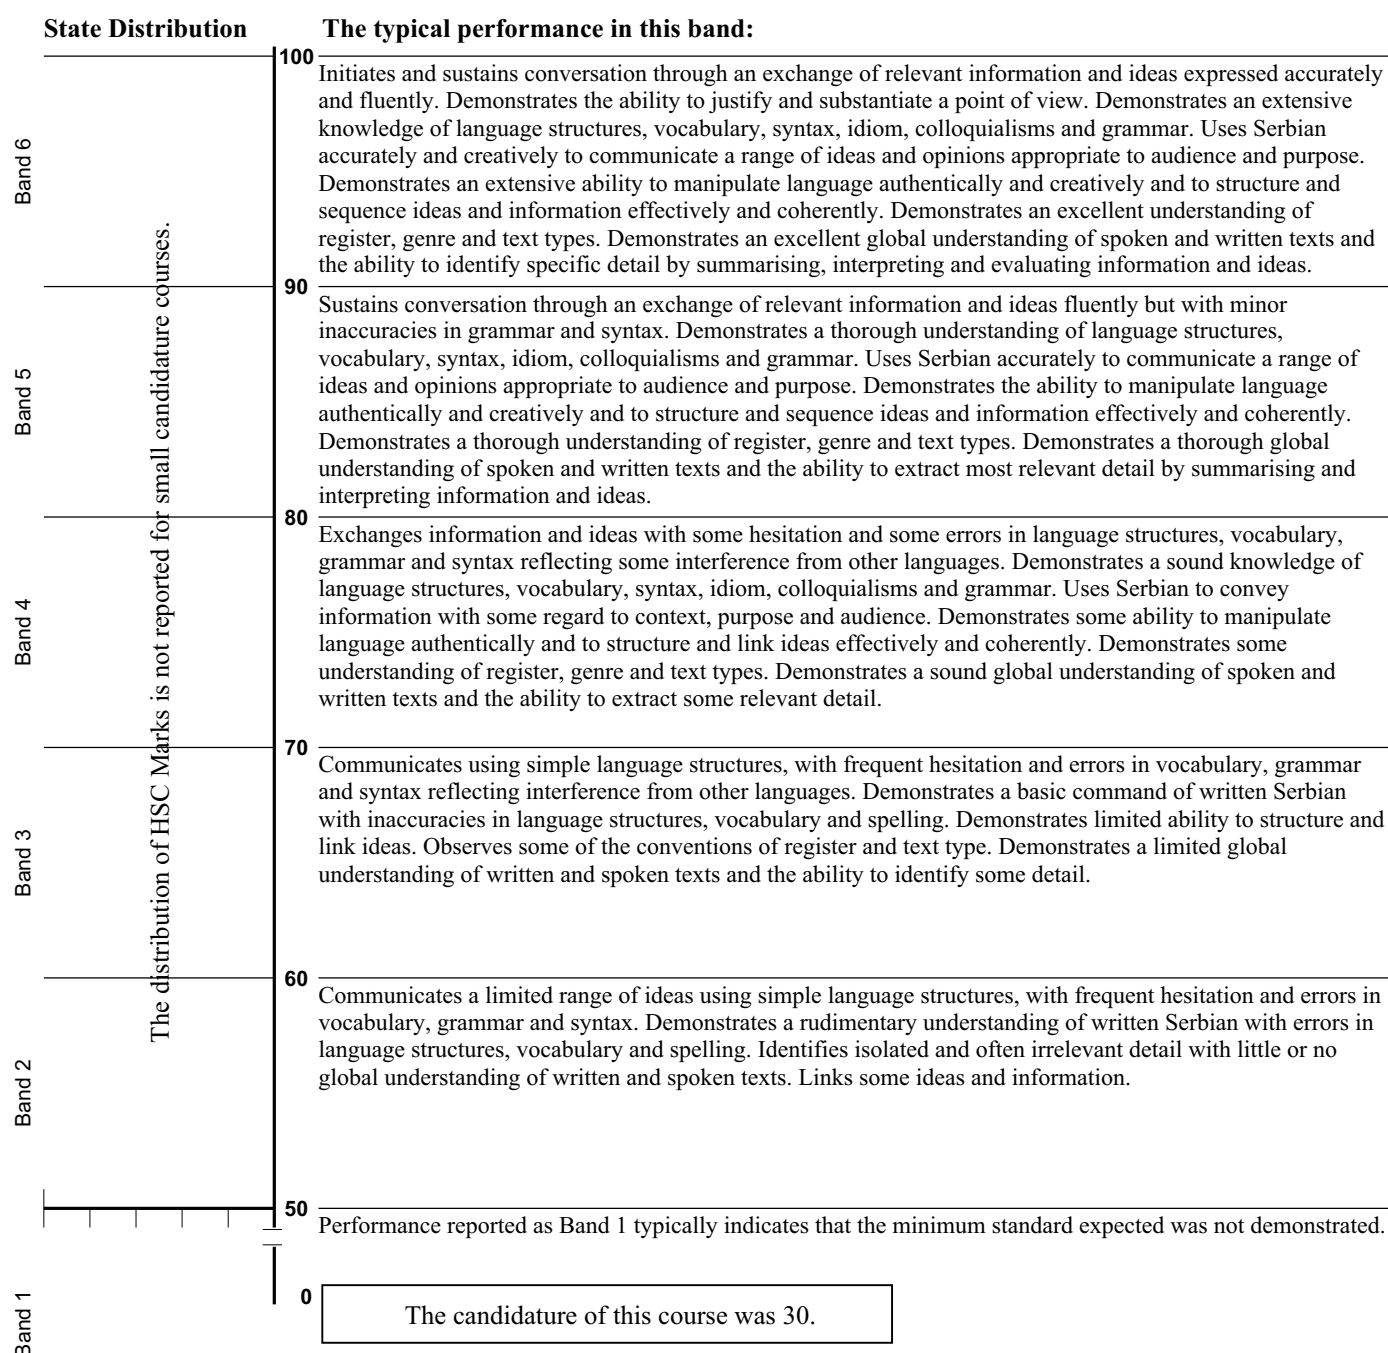 State Distribution
The typical performance in this band:
100
Band 6
Initiates and sustains conversation through an exchange of relevant information and ideas expressed accurately
and fluently. Demonstrates the ability to justify and substantiate a point of view. Demonstrates an extensive
knowledge of language structures, vocabulary, syntax, idiom, colloquialisms and grammar. Uses Serbian
accurately and creatively to communicate a range of ideas and opinions appropriate to audience and purpose.
Demonstrates an extensive ability to manipulate language authentically and creatively and to structure and
sequence ideas and information effectively and coherently. Demonstrates an excellent understanding of
register, genre and text types. Demonstrates an excellent global understanding of spoken and written texts and
the ability to identify specific detail by summarising, interpreting and evaluating information and ideas.
The distribution of HSC Marks is not reported for small candidature courses.
90
Band 5
Sustains conversation through an exchange of relevant information and ideas fluently but with minor
inaccuracies in grammar and syntax. Demonstrates a thorough understanding of language structures,
vocabulary, syntax, idiom, colloquialisms and grammar. Uses Serbian accurately to communicate a range of
ideas and opinions appropriate to audience and purpose. Demonstrates the ability to manipulate language
authentically and creatively and to structure and sequence ideas and information effectively and coherently.
Demonstrates a thorough understanding of register, genre and text types. Demonstrates a thorough global
understanding of spoken and written texts and the ability to extract most relevant detail by summarising and
interpreting information and ideas.
80
Band 4
Exchanges information and ideas with some hesitation and some errors in language structures, vocabulary,
grammar and syntax reflecting some interference from other languages. Demonstrates a sound knowledge of
language structures, vocabulary, syntax, idiom, colloquialisms and grammar. Uses Serbian to convey
information with some regard to context, purpose and audience. Demonstrates some ability to manipulate
language authentically and to structure and link ideas effectively and coherently. Demonstrates some
understanding of register, genre and text types. Demonstrates a sound global understanding of spoken and
written texts and the ability to extract some relevant detail.
70
Band 3
Communicates using simple language structures, with frequent hesitation and errors in vocabulary, grammar
and syntax reflecting interference from other languages. Demonstrates a basic command of written Serbian
with inaccuracies in language structures, vocabulary and spelling. Demonstrates limited ability to structure and
link ideas. Observes some of the conventions of register and text type. Demonstrates a limited global
understanding of written and spoken texts and the ability to identify some detail.
60
Band 2
Communicates a limited range of ideas using simple language structures, with frequent hesitation and errors in
vocabulary, grammar and syntax. Demonstrates a rudimentary understanding of written Serbian with errors in
language structures, vocabulary and spelling. Identifies isolated and often irrelevant detail with little or no
global understanding of written and spoken texts. Links some ideas and information.
50
Performance reported as Band 1 typically indicates that the minimum standard expected was not demonstrated.
Band 1
0
The candidature of this course was 30.